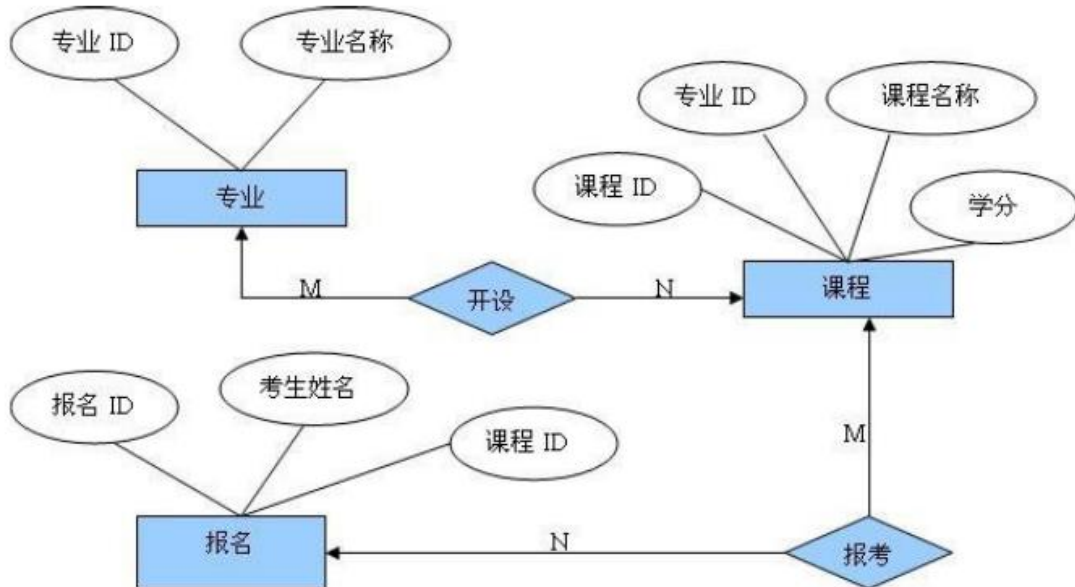 专业 ID
专业名称
专业 ID
课程名称
课程 ID
学分
专业
课程
M
开设
N
报名 ID
考生姓名
课程 ID
M
报名
N
报考